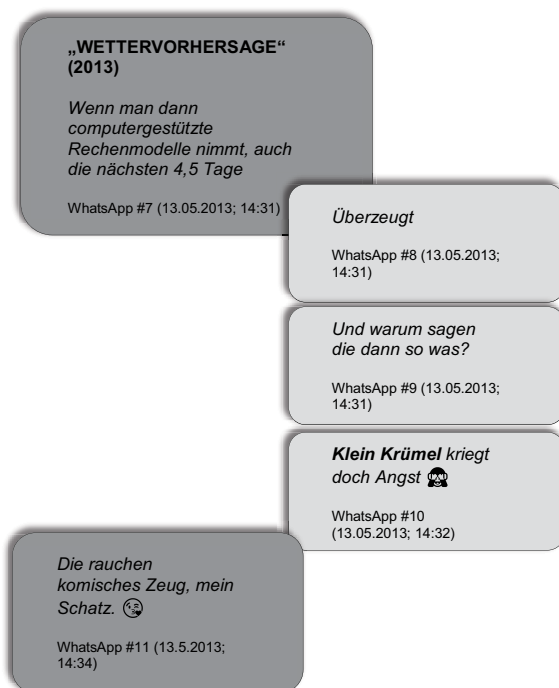 „WETTERVORHERSAGE“
(2013)
Wenn man dann
computergestützte
Rechenmodelle nimmt, auch
die nächsten 4,5 Tage
WhatsApp #7 (13.05.2013; 14:31)
Überzeugt
WhatsApp #8 (13.05.2013;
14:31)
Und warum sagen
die dann so was?
WhatsApp #9 (13.05.2013;
14:31)
Klein Krümel kriegt
doch Angst 🙈
WhatsApp #10
(13.05.2013; 14:32)
Die rauchen
komisches Zeug, mein
Schatz. 😘
WhatsApp #11 (13.5.2013;
14:34)